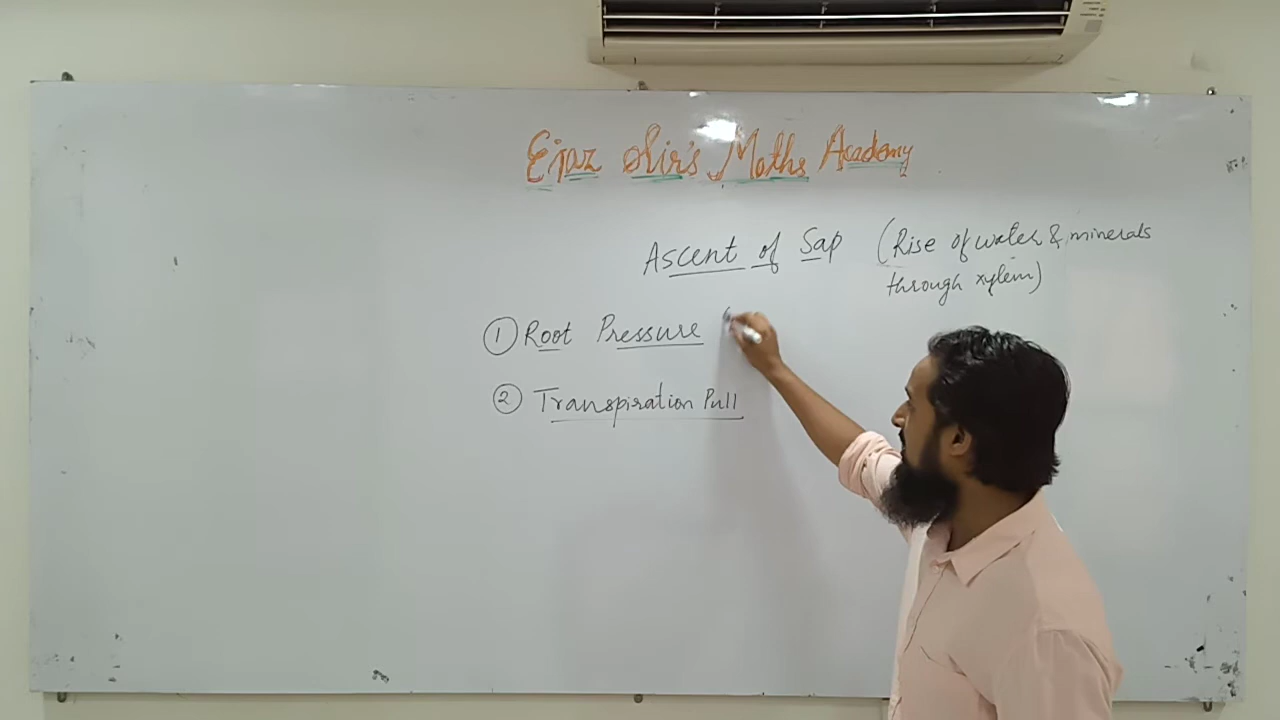 Ejaz Sir's Maths Academy
Ascent of Sap (Rise of water & minerals
through xylem)
① Root Pressure (
② Transpiration Pull